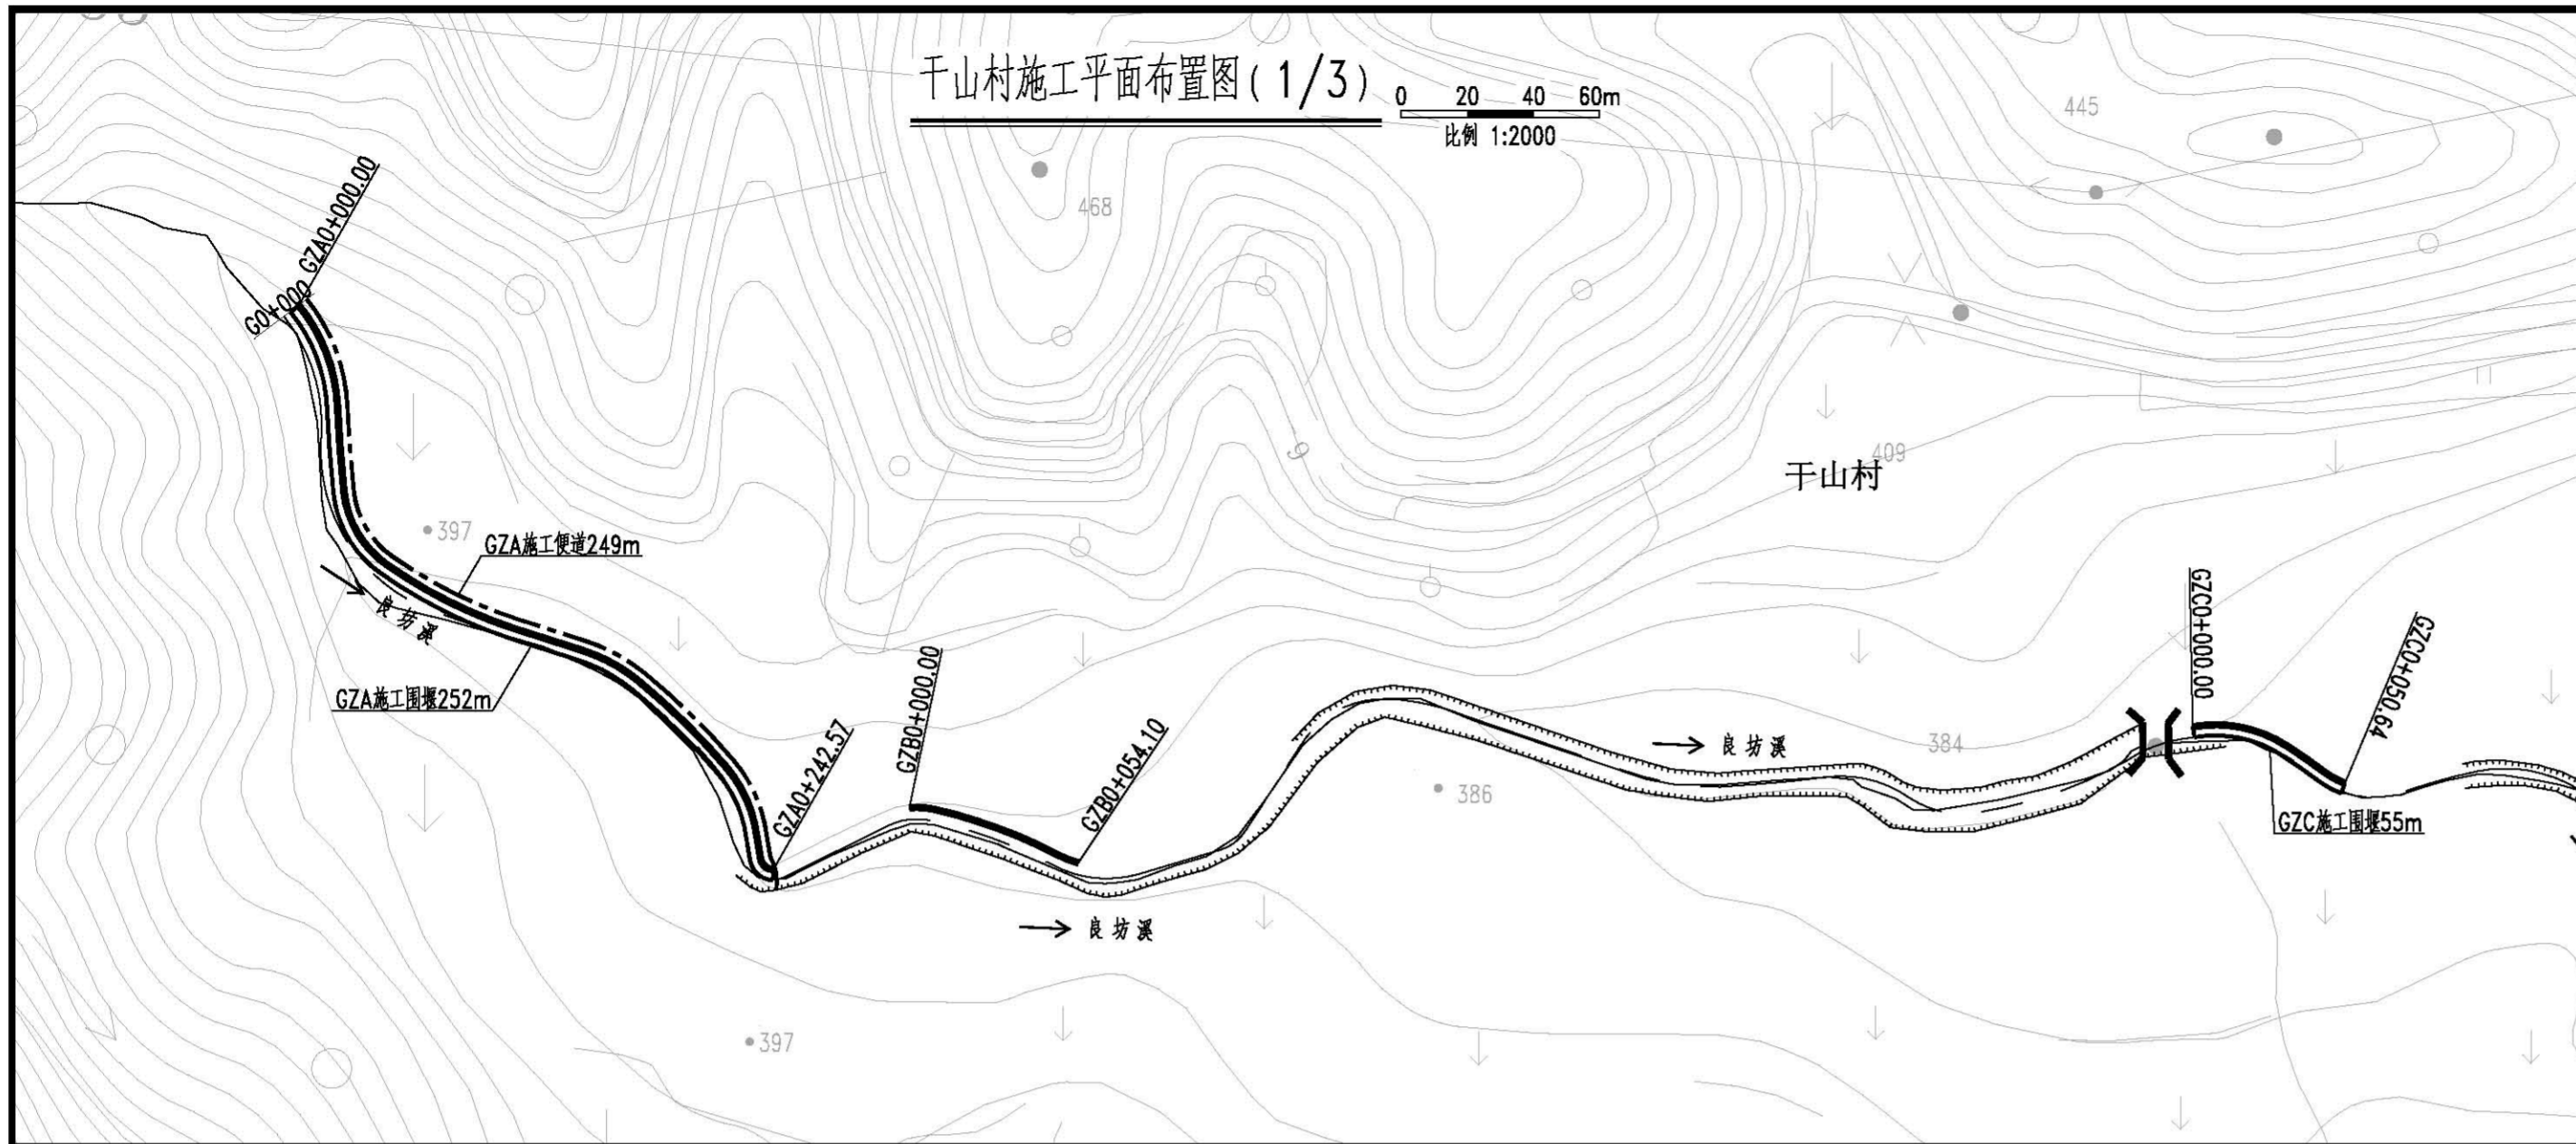 干山村施工平面布置图(1/3)
0 20 40 60m
比例 1:2000
445
468
GZA0+000.00
G0+000
409
干山村
397
GZA施工便道249m
良坊溪
GZA施工围堰252m
GZB0+000.00
GZA0+242.57
GZB0+054.10
GZC0+000.00
GZC0+050.64
良坊溪
384
386
GZC施工围堰55m
良坊溪
397